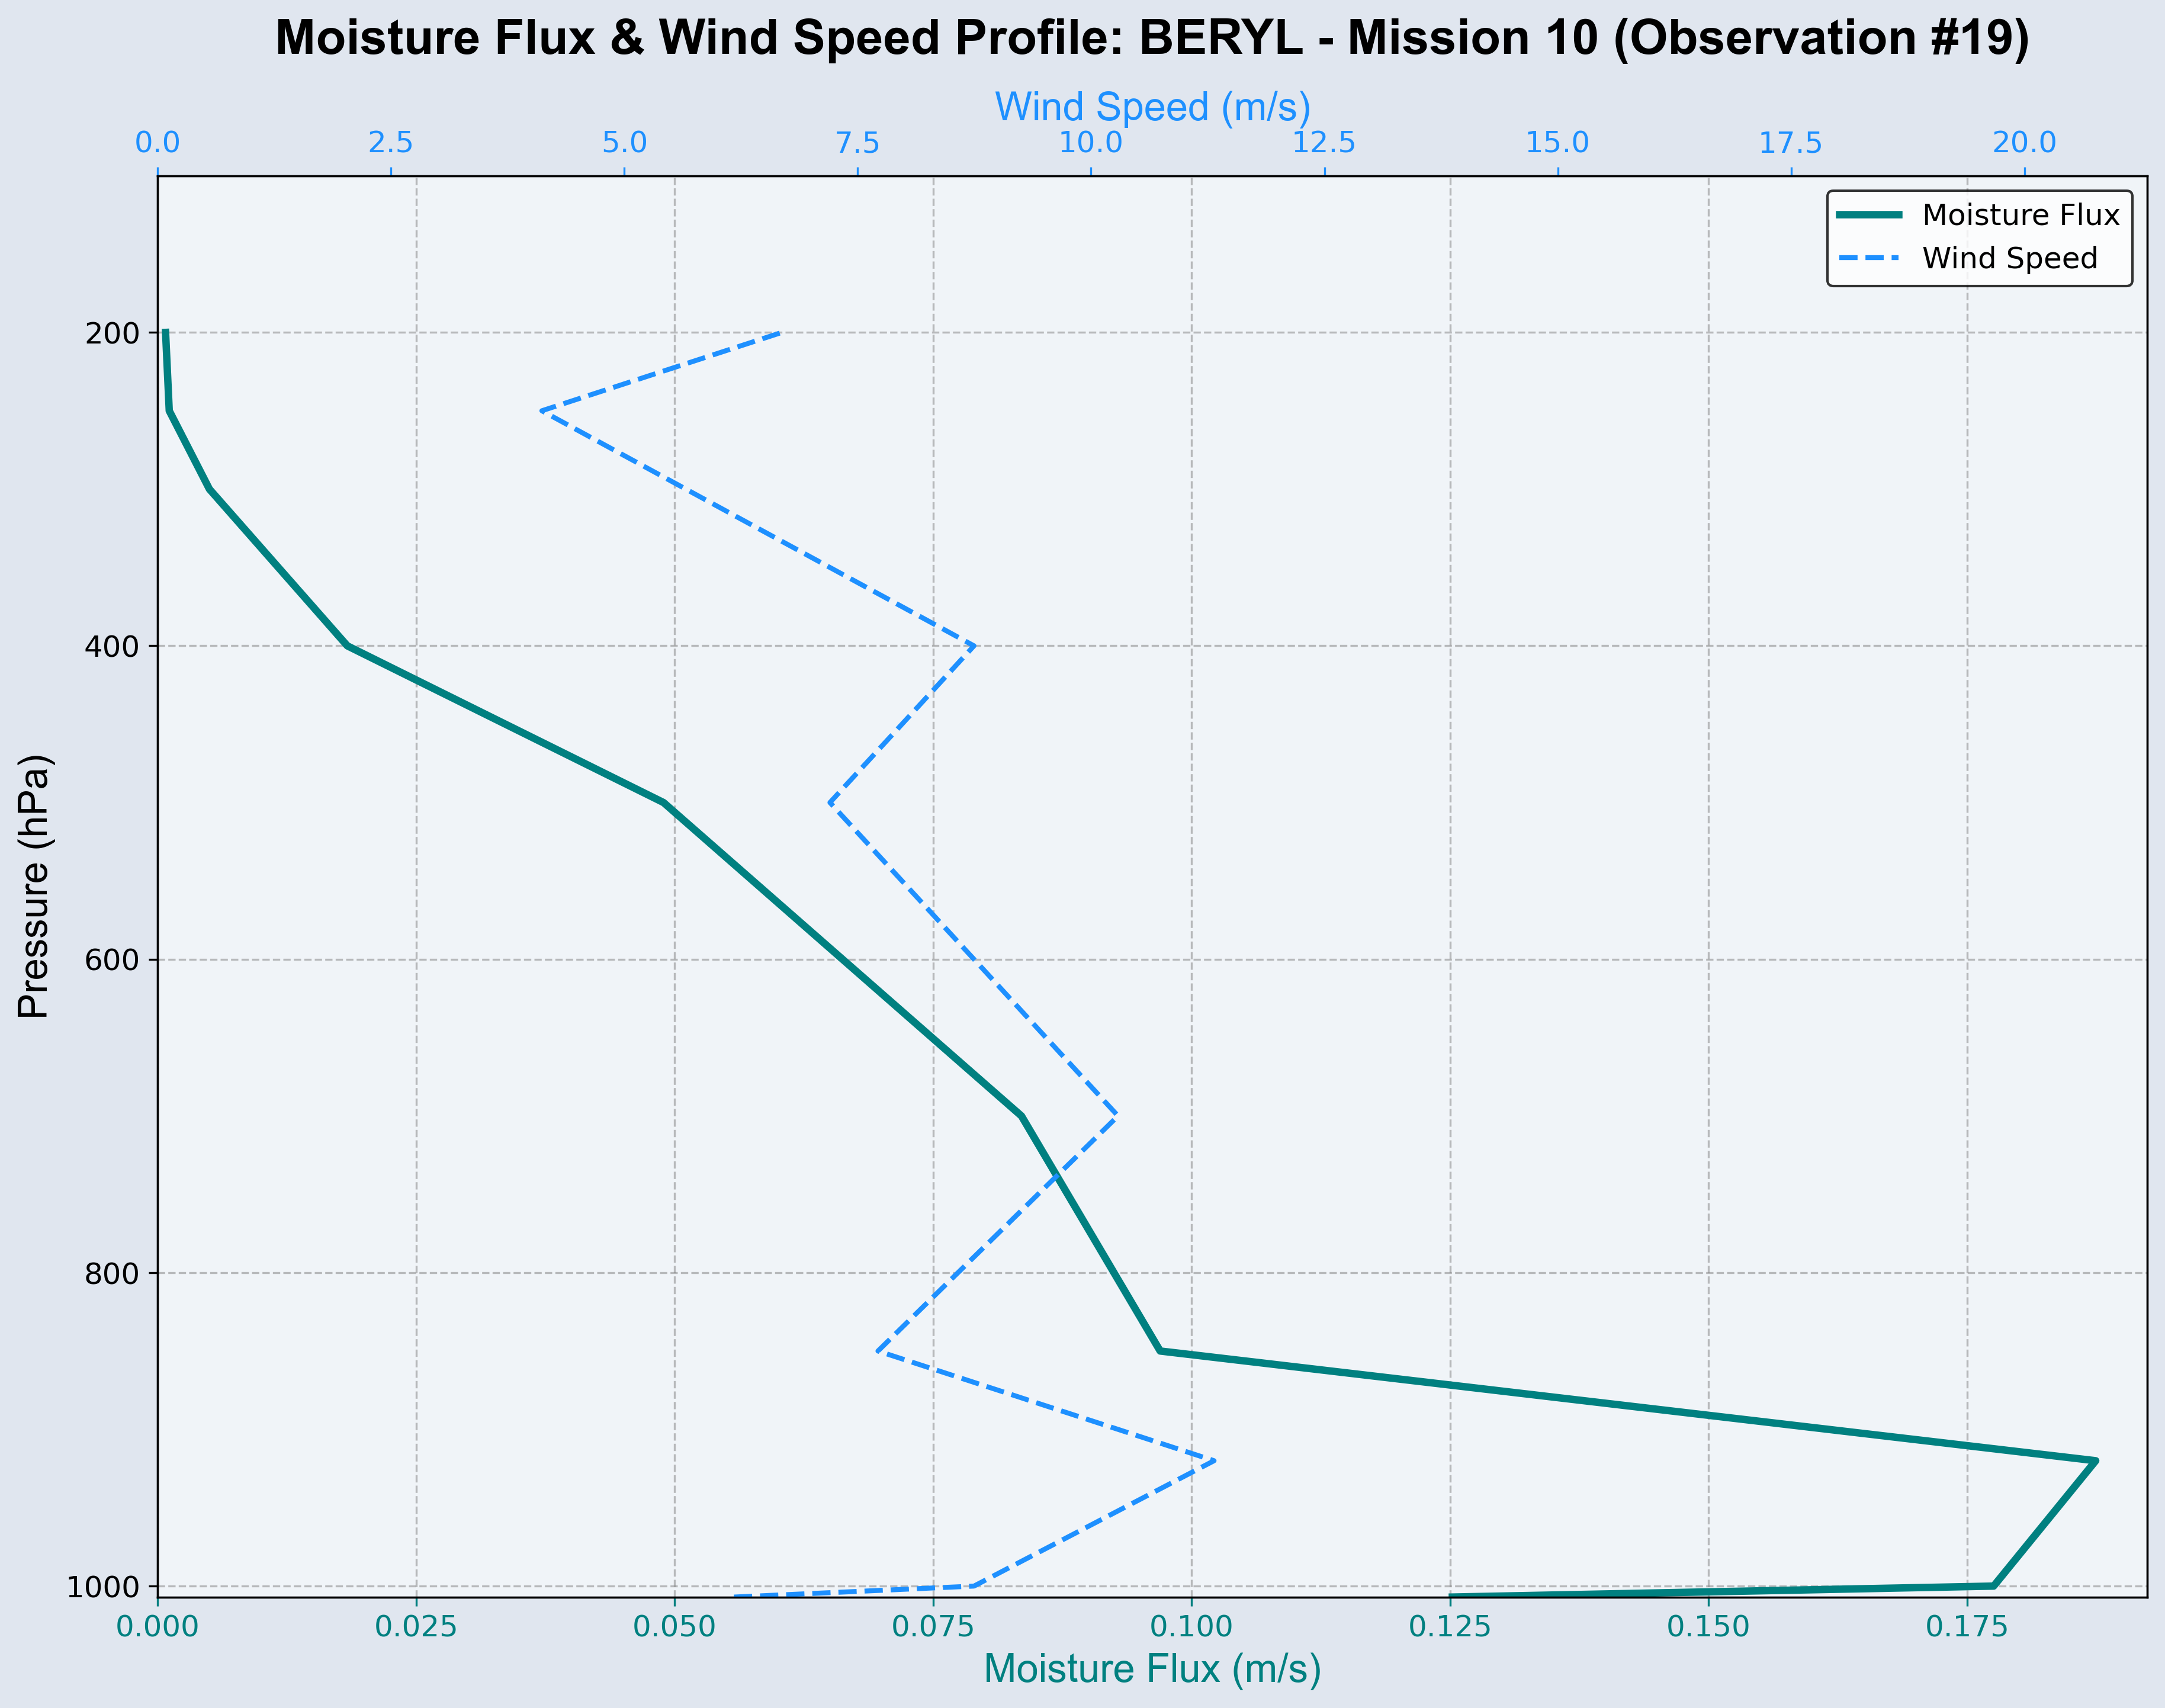 Moisture Flux & Wind Speed Profile: BERYL - Mission 10 (Observation #19)
Wind Speed (m/s)
0.0 2.5 5.0 7.5 10.0 12.5 15.0 17.5 20.0
Moisture Flux
Wind Speed
200
400
600
800
1000
Pressure (hPa)
0.000 0.025 0.050 0.075 0.100 0.125 0.150 0.175
Moisture Flux (m/s)